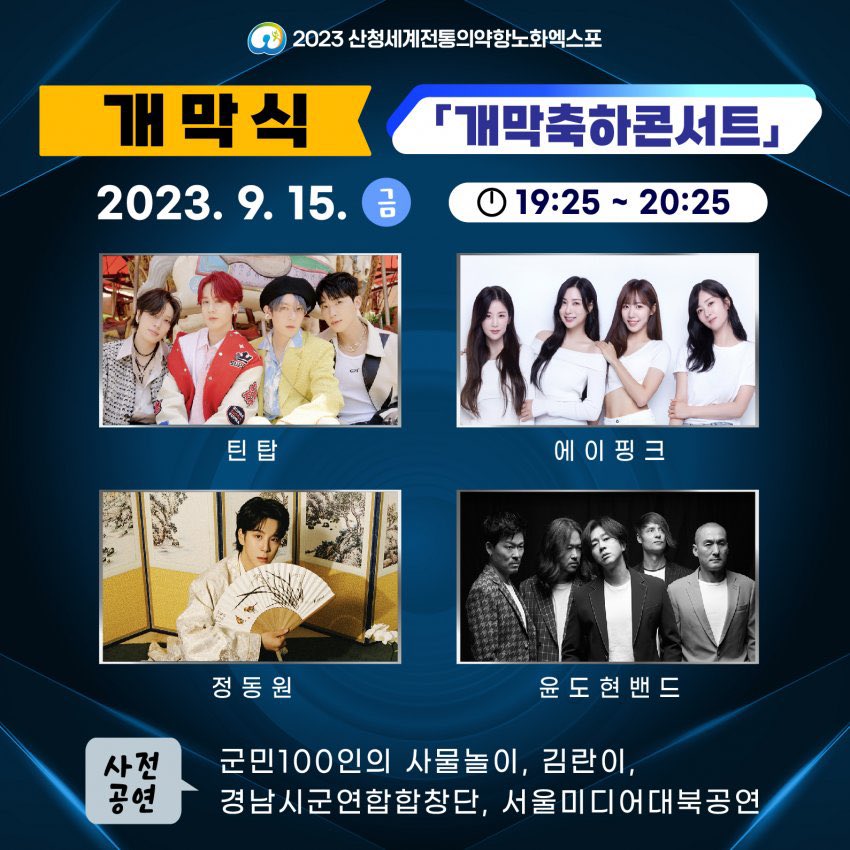 2023 산청세계전통의약항노화엑스포
개막식
「개막축하콘서트」
2023. 9. 15. 금
19:25 ~ 20:25
틴탑
에이핑크
정동원
윤도현밴드
사전
공연
군민100인의 사물놀이, 김란이,
경남시군연합합창단, 서울미디어대북공연